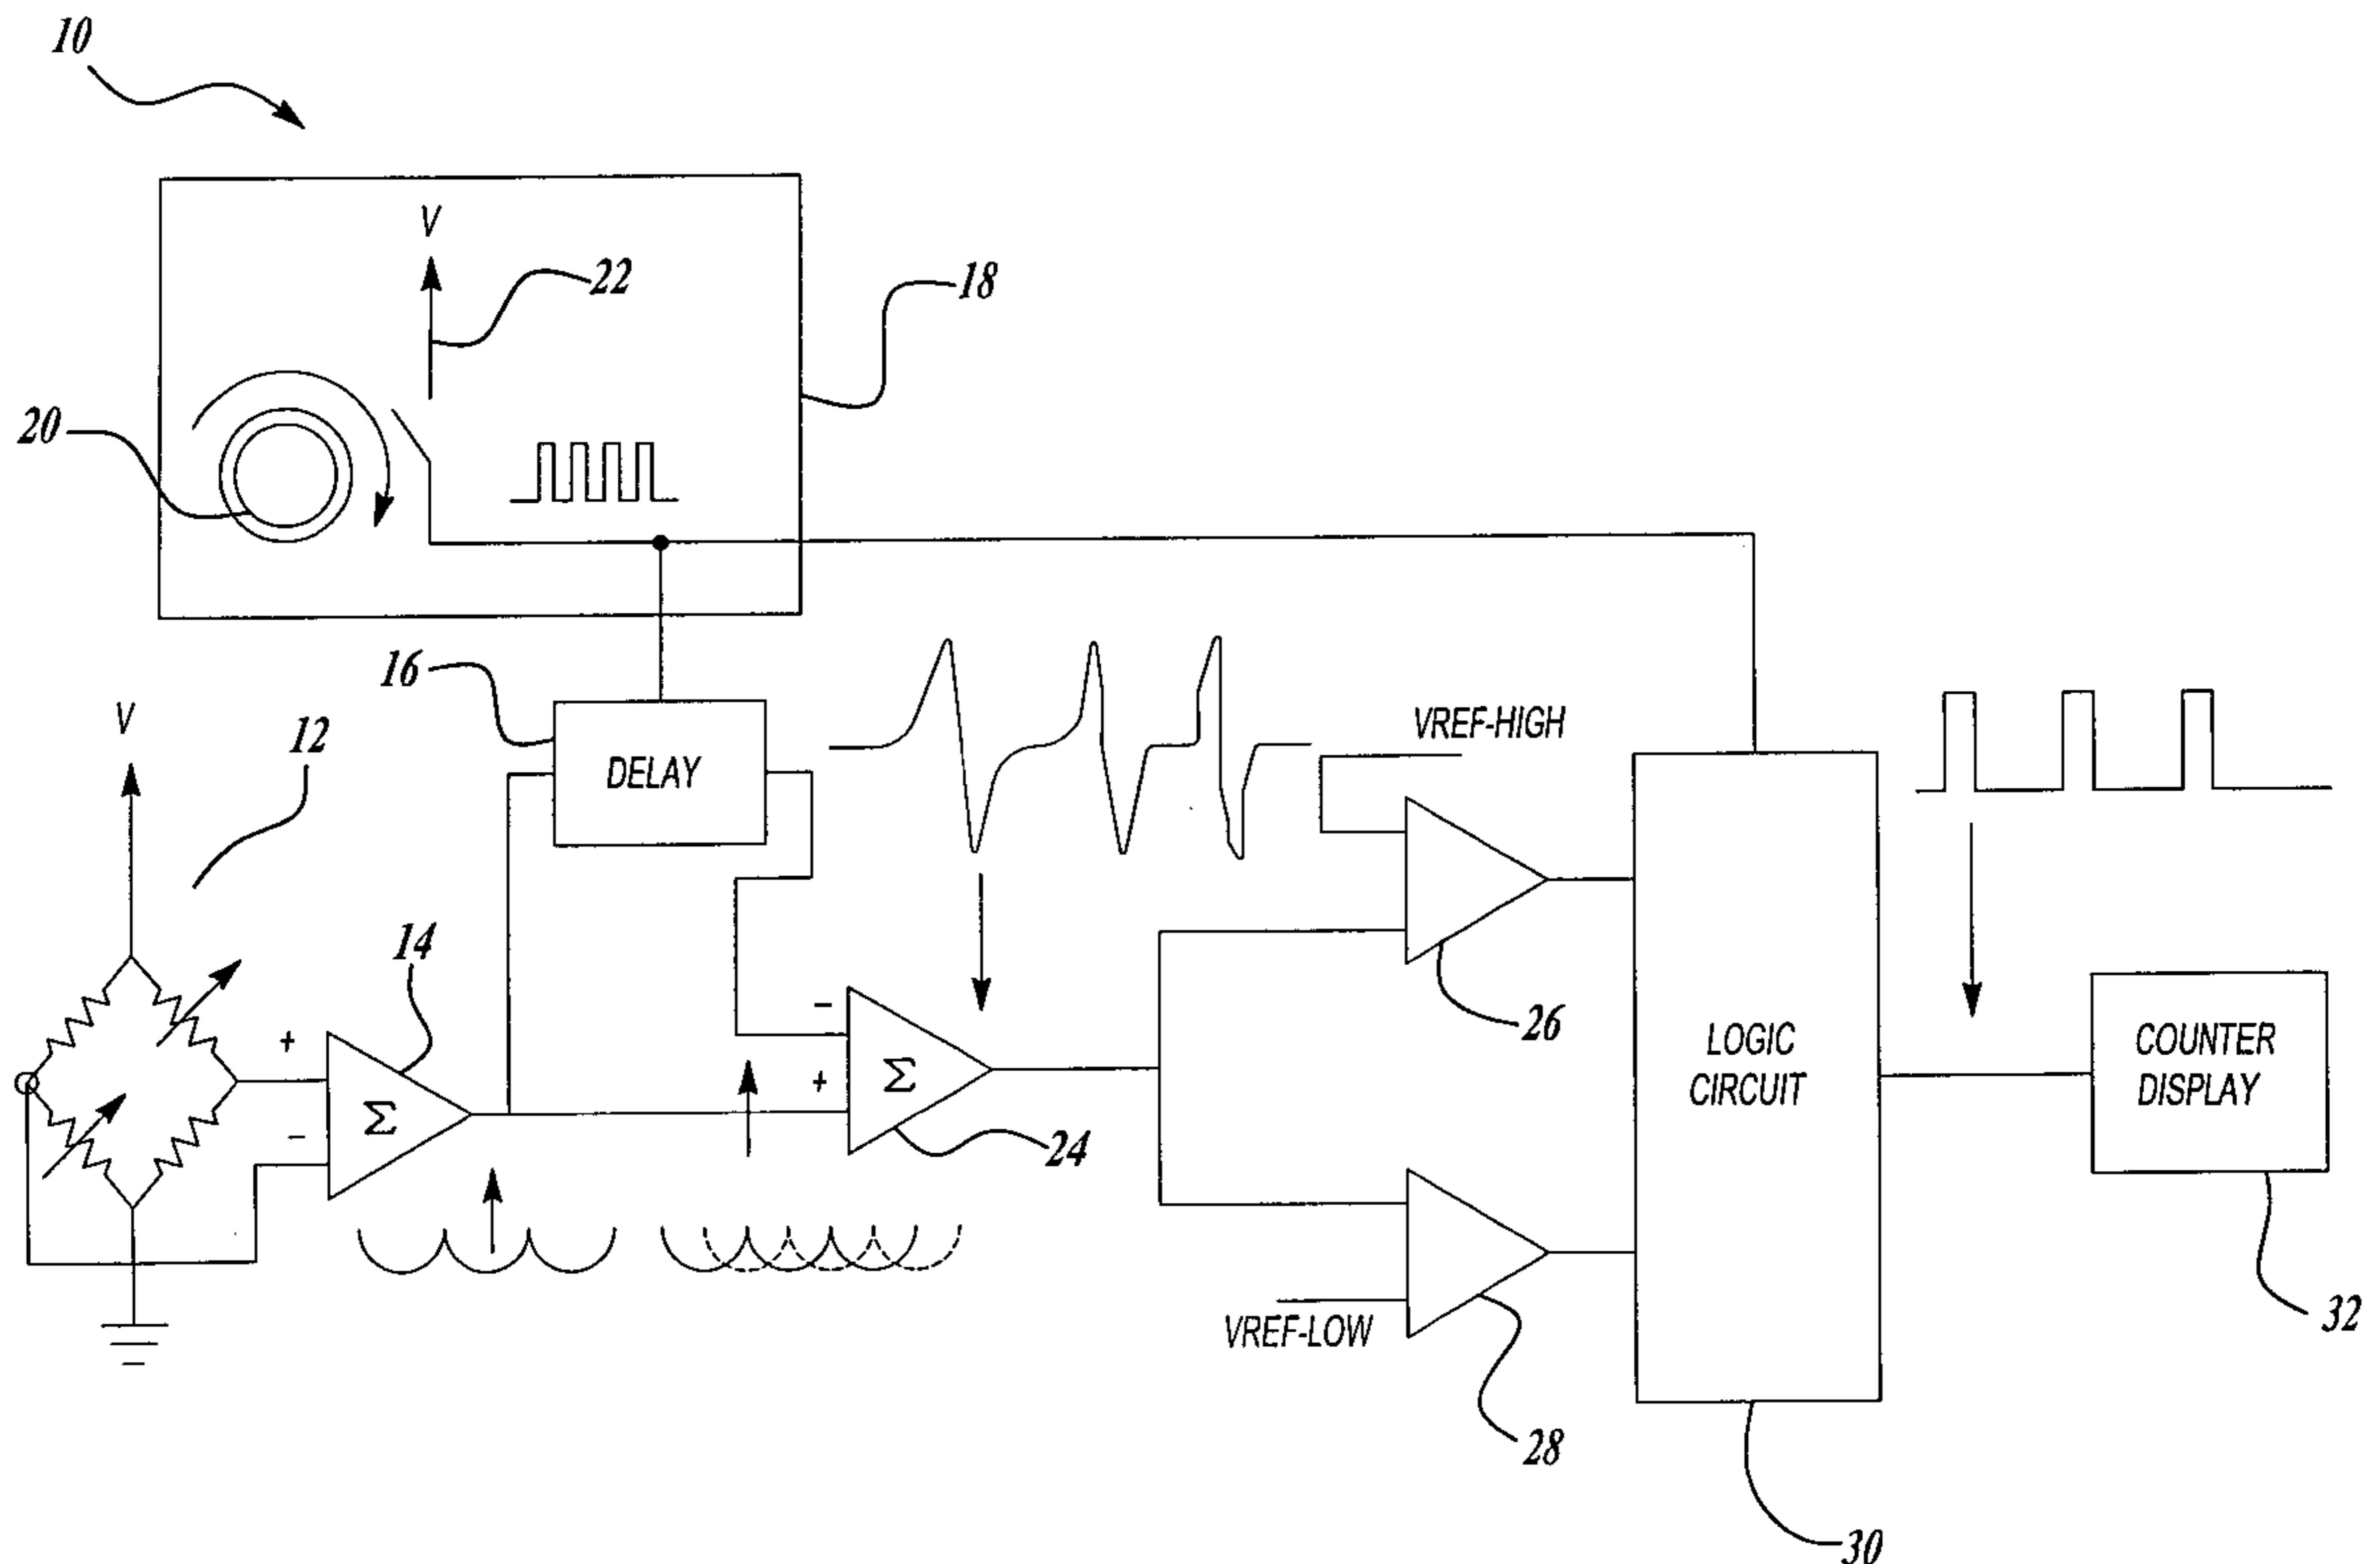 10
V
22
18
20
16
V
12
DELAY
VREF-HIGH
14
+
-
Σ
-
+
Σ
24
26
LOGIC
CIRCUIT
COUNTER
DISPLAY
VREF-LOW
28
32
30